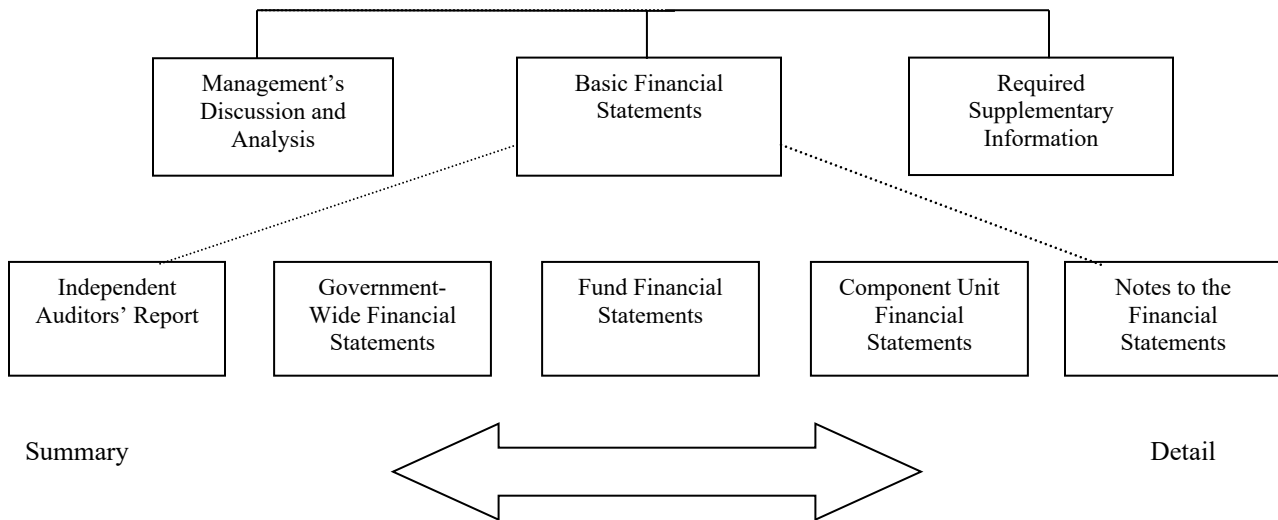 Management’s
Discussion and
Analysis
Basic Financial
Statements
Required
Supplementary
Information
Independent
Auditors’ Report
Government-
Wide Financial
Statements
Fund Financial
Statements
Component Unit
Financial
Statements
Notes to the
Financial
Statements
Summary
Detail